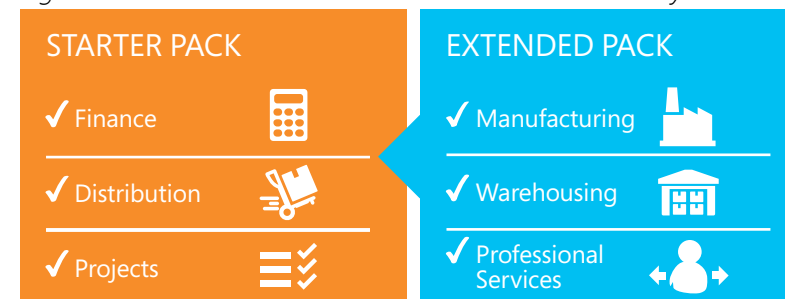 STARTER PACK
✓ Finance
✓ Distribution
✓ Projects
EXTENDED PACK
✓ Manufacturing
✓ Warehousing
✓ Professional
Services